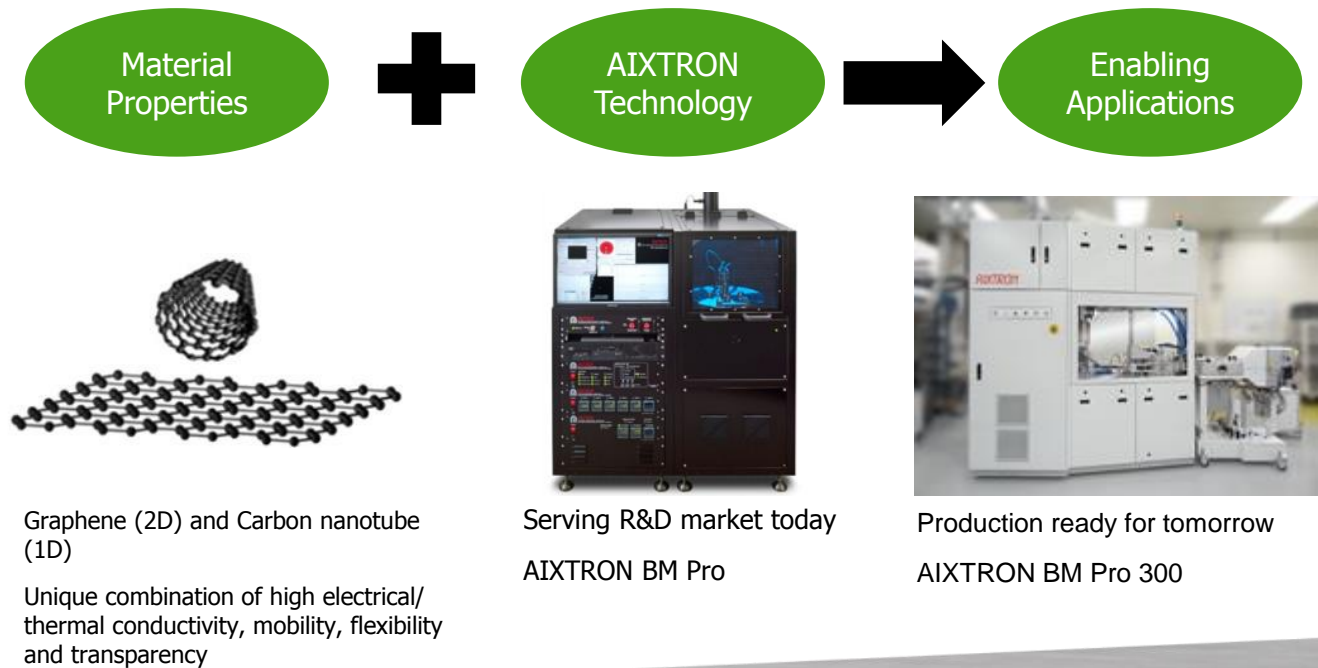 Material
Properties
AIXTRON
Technology
Enabling
Applications
AIXTRON
Graphene (2D) and Carbon nanotube
(1D)
Unique combination of high electrical/
thermal conductivity, mobility, flexibility
and transparency
Serving R&D market today
AIXTRON BM Pro
Production ready for tomorrow
AIXTRON BM Pro 300